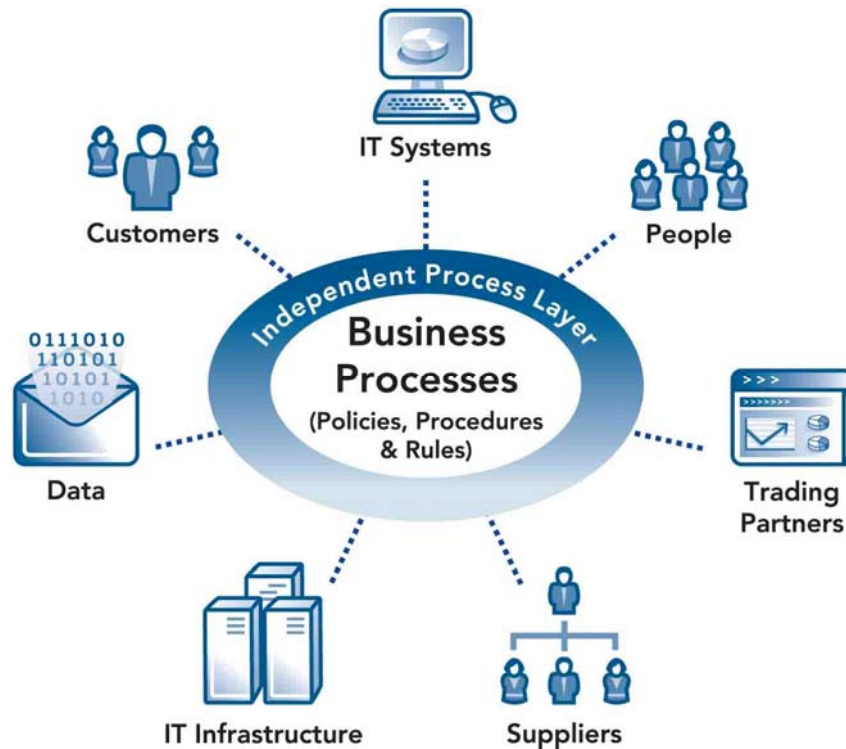 IT Systems
Customers
People
Independent Process Layer
Business
Processes
(Policies, Procedures
& Rules)
0111010
110101
10101
1010
Data
> > >
>>>>>>>
Trading
Partners
IT Infrastructure
Suppliers